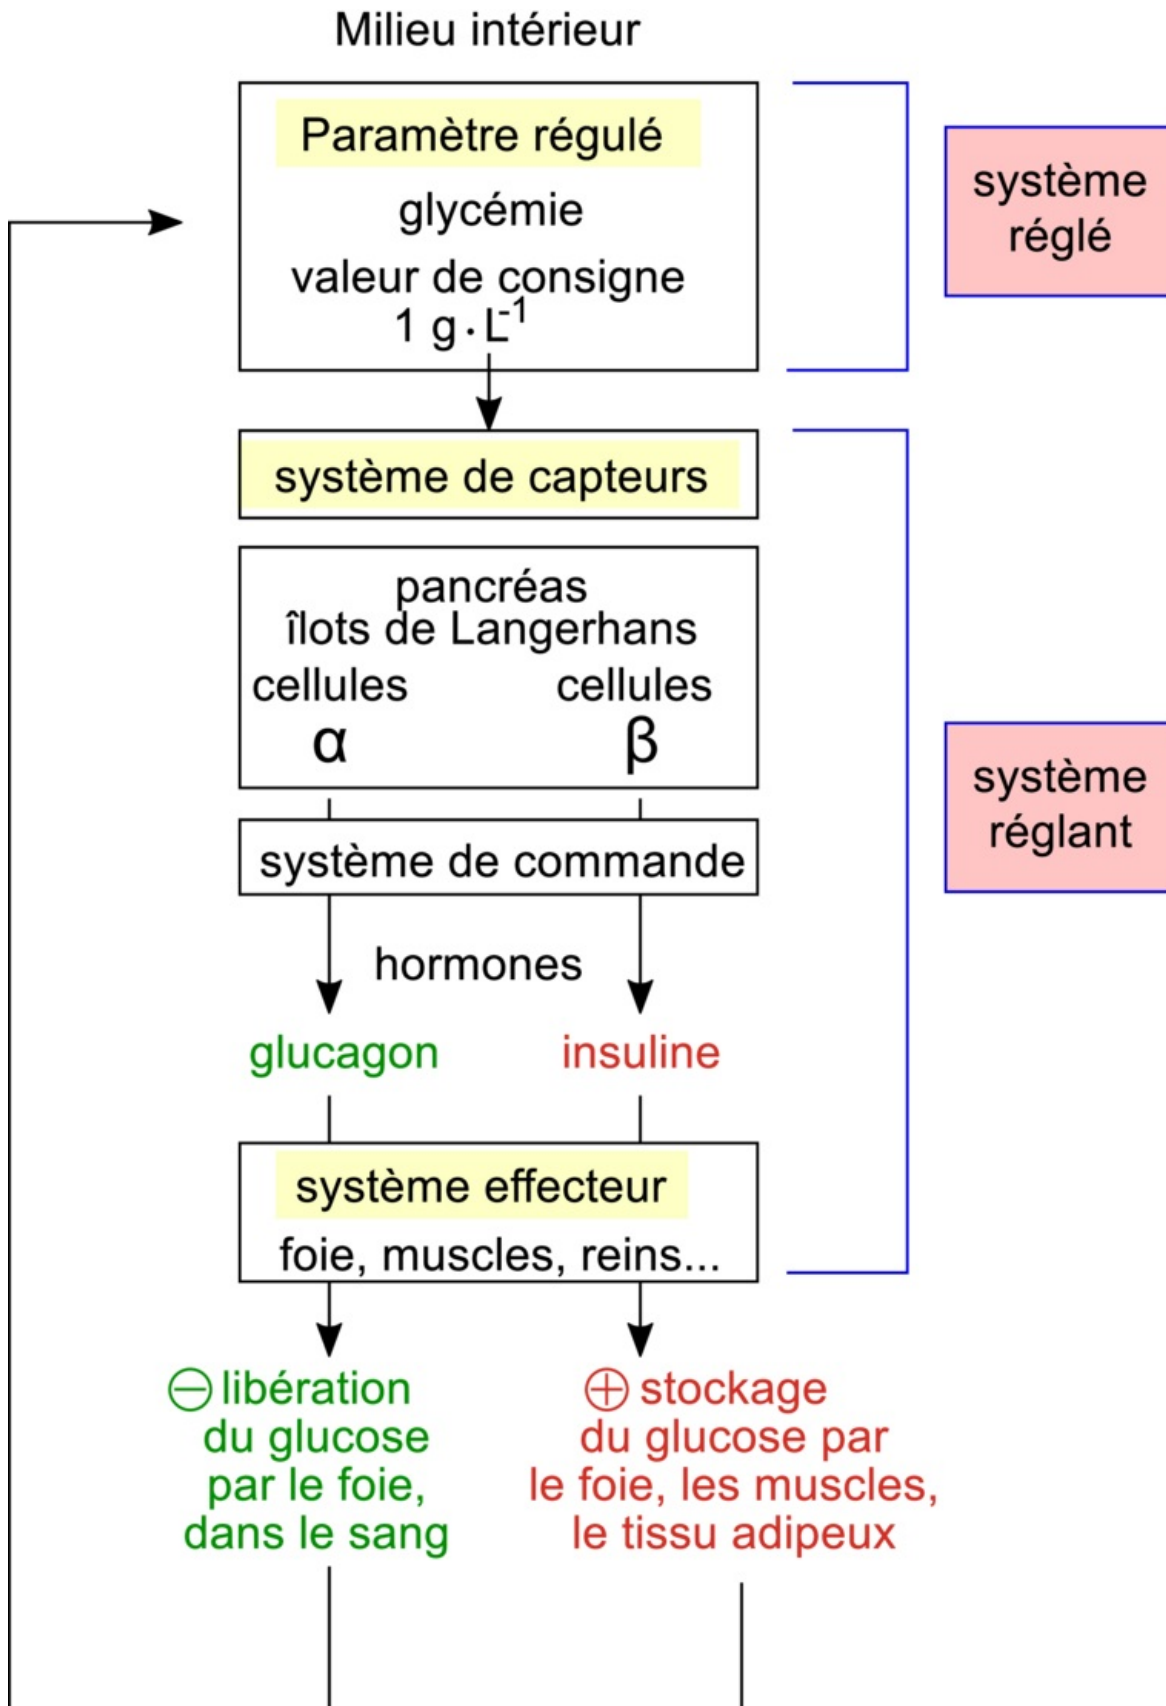 Milieu intérieur
Paramètre régulé
glycémie
valeur de consigne
1 g · L⁻¹
système
réglé
système de capteurs
pancréas
îlots de Langerhans
cellules cellules
α β
système
réglant
système de commande
hormones
glucagon insuline
système effecteur
foie, muscles, reins...
⊖ libération
du glucose
par le foie,
dans le sang
⊕ stockage
du glucose par
le foie, les muscles,
le tissu adipeux